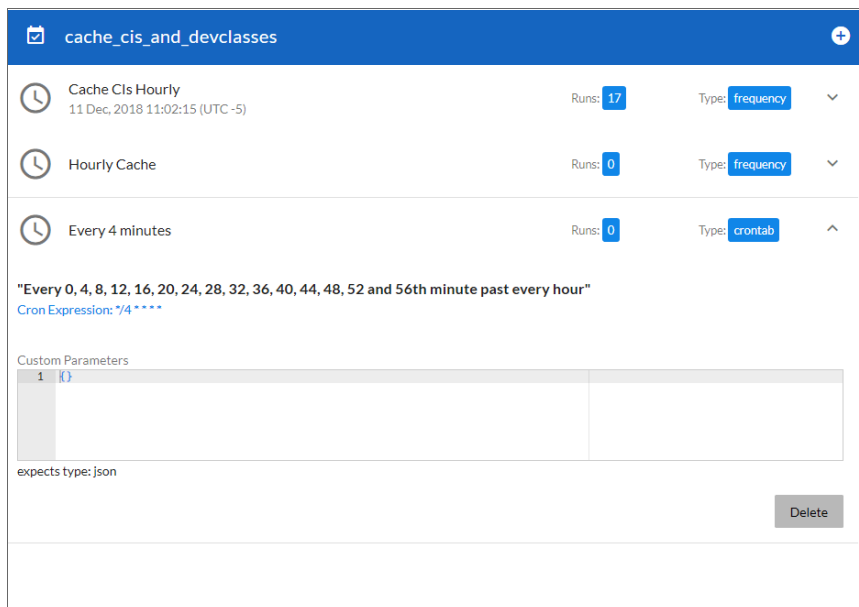 cache_cis_and_devclasses
Cache CIs Hourly
11 Dec, 2018 11:02:15 (UTC -5)
Runs: 17
Type: frequency
Hourly Cache
Runs: 0
Type: frequency
Every 4 minutes
Runs: 0
Type: crontab
"Every 0, 4, 8, 12, 16, 20, 24, 28, 32, 36, 40, 44, 48, 52 and 56th minute past every hour"
Cron Expression: */4 * * * *
Custom Parameters
1 {}
expects type: json
Delete